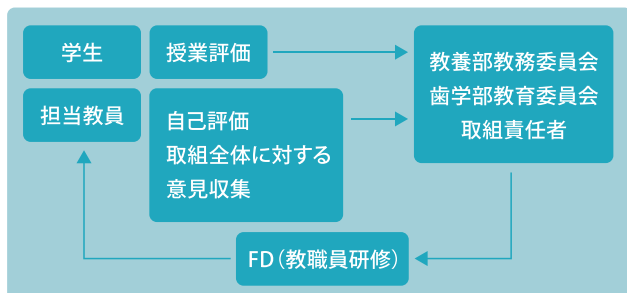 学生
授業評価
教養部教務委員会
歯学部教育委員会
取組責任者
担当教員
自己評価
取組全体に対する
意見収集
FD（教職員研修）